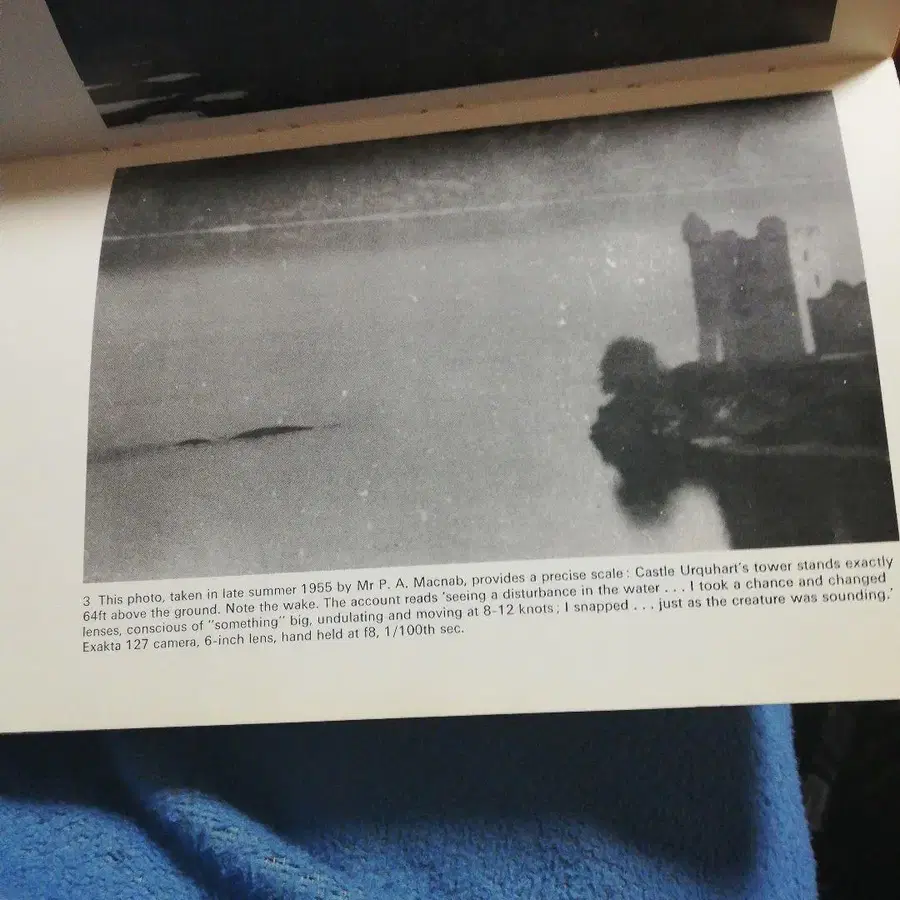 3 This photo, taken in late summer 1955 by Mr P. A. Macnab, provides a precise scale: Castle Urquhart's tower stands exactly
64ft above the ground. Note the wake. The account reads 'seeing a disturbance in the water . . . I took a chance and changed
lenses, conscious of "something" big, undulating and moving at 8-12 knots; I snapped . . . just as the creature was sounding.'
Exakta 127 camera, 6-inch lens, hand held at f8, 1/100th sec.